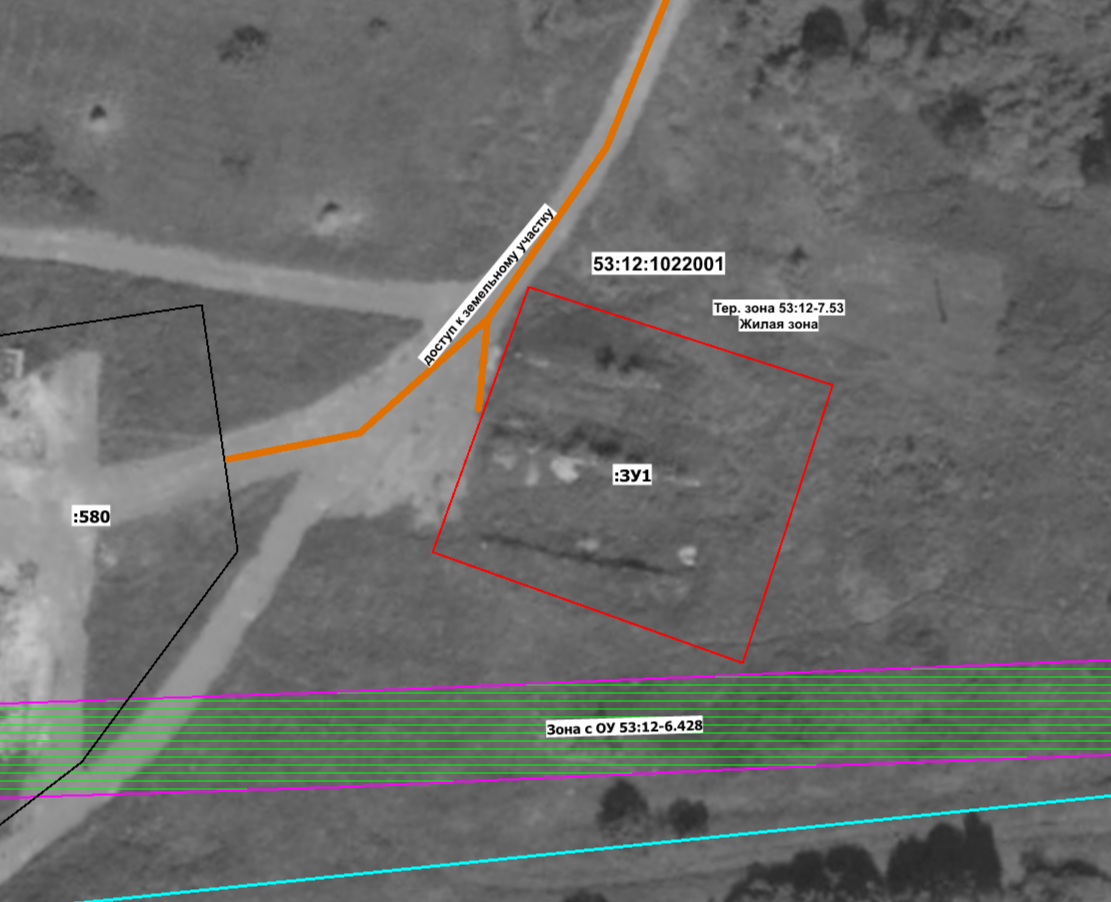 доступ к земельному участку
53:12:1022001
Тер. зона 53:12-7.53
Жилая зона
:ЗУ1
:580
Зона с ОУ 53:12-6.428